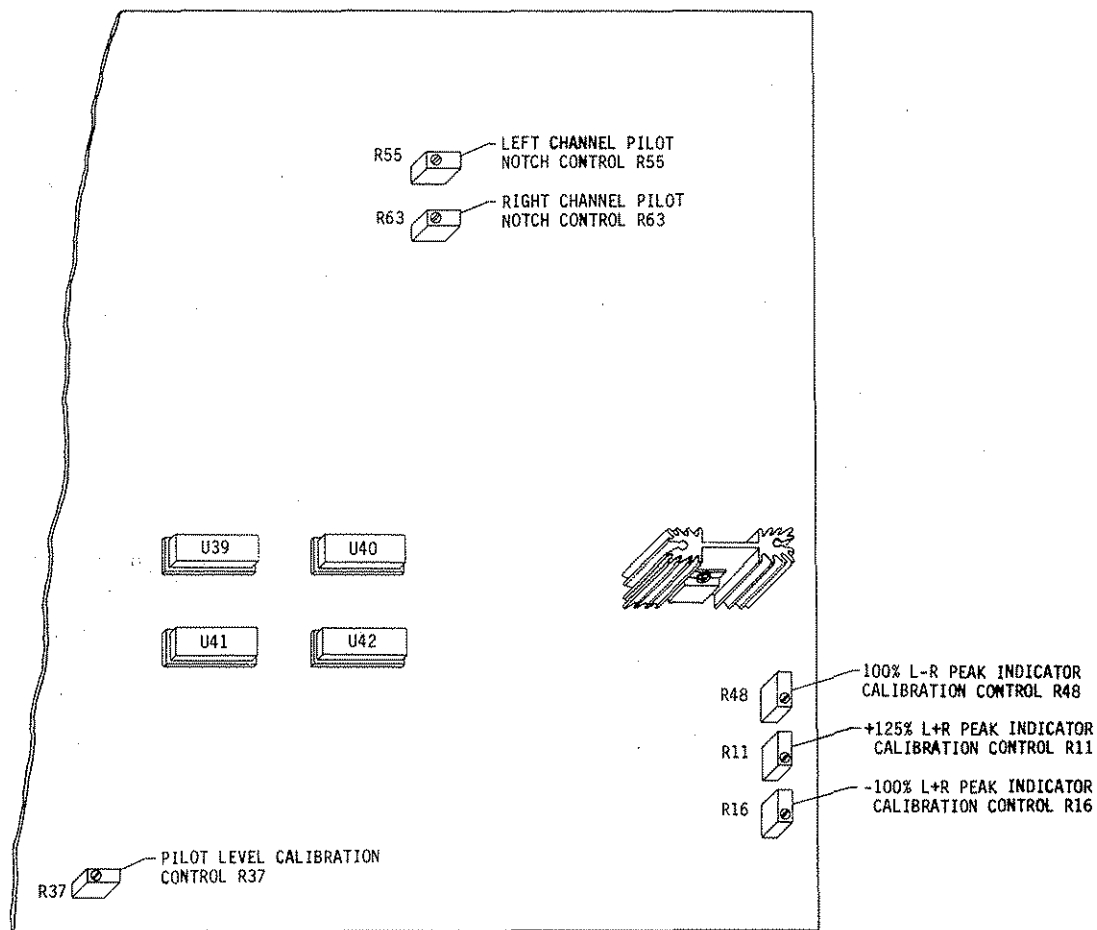 R55
LEFT CHANNEL PILOT
NOTCH CONTROL R55
R63
RIGHT CHANNEL PILOT
NOTCH CONTROL R63
U39
U40
U41
U42
R48
100% L-R PEAK INDICATOR
CALIBRATION CONTROL R48
R11
+125% L+R PEAK INDICATOR
CALIBRATION CONTROL R11
R16
-100% L+R PEAK INDICATOR
CALIBRATION CONTROL R16
R37
PILOT LEVEL CALIBRATION
CONTROL R37